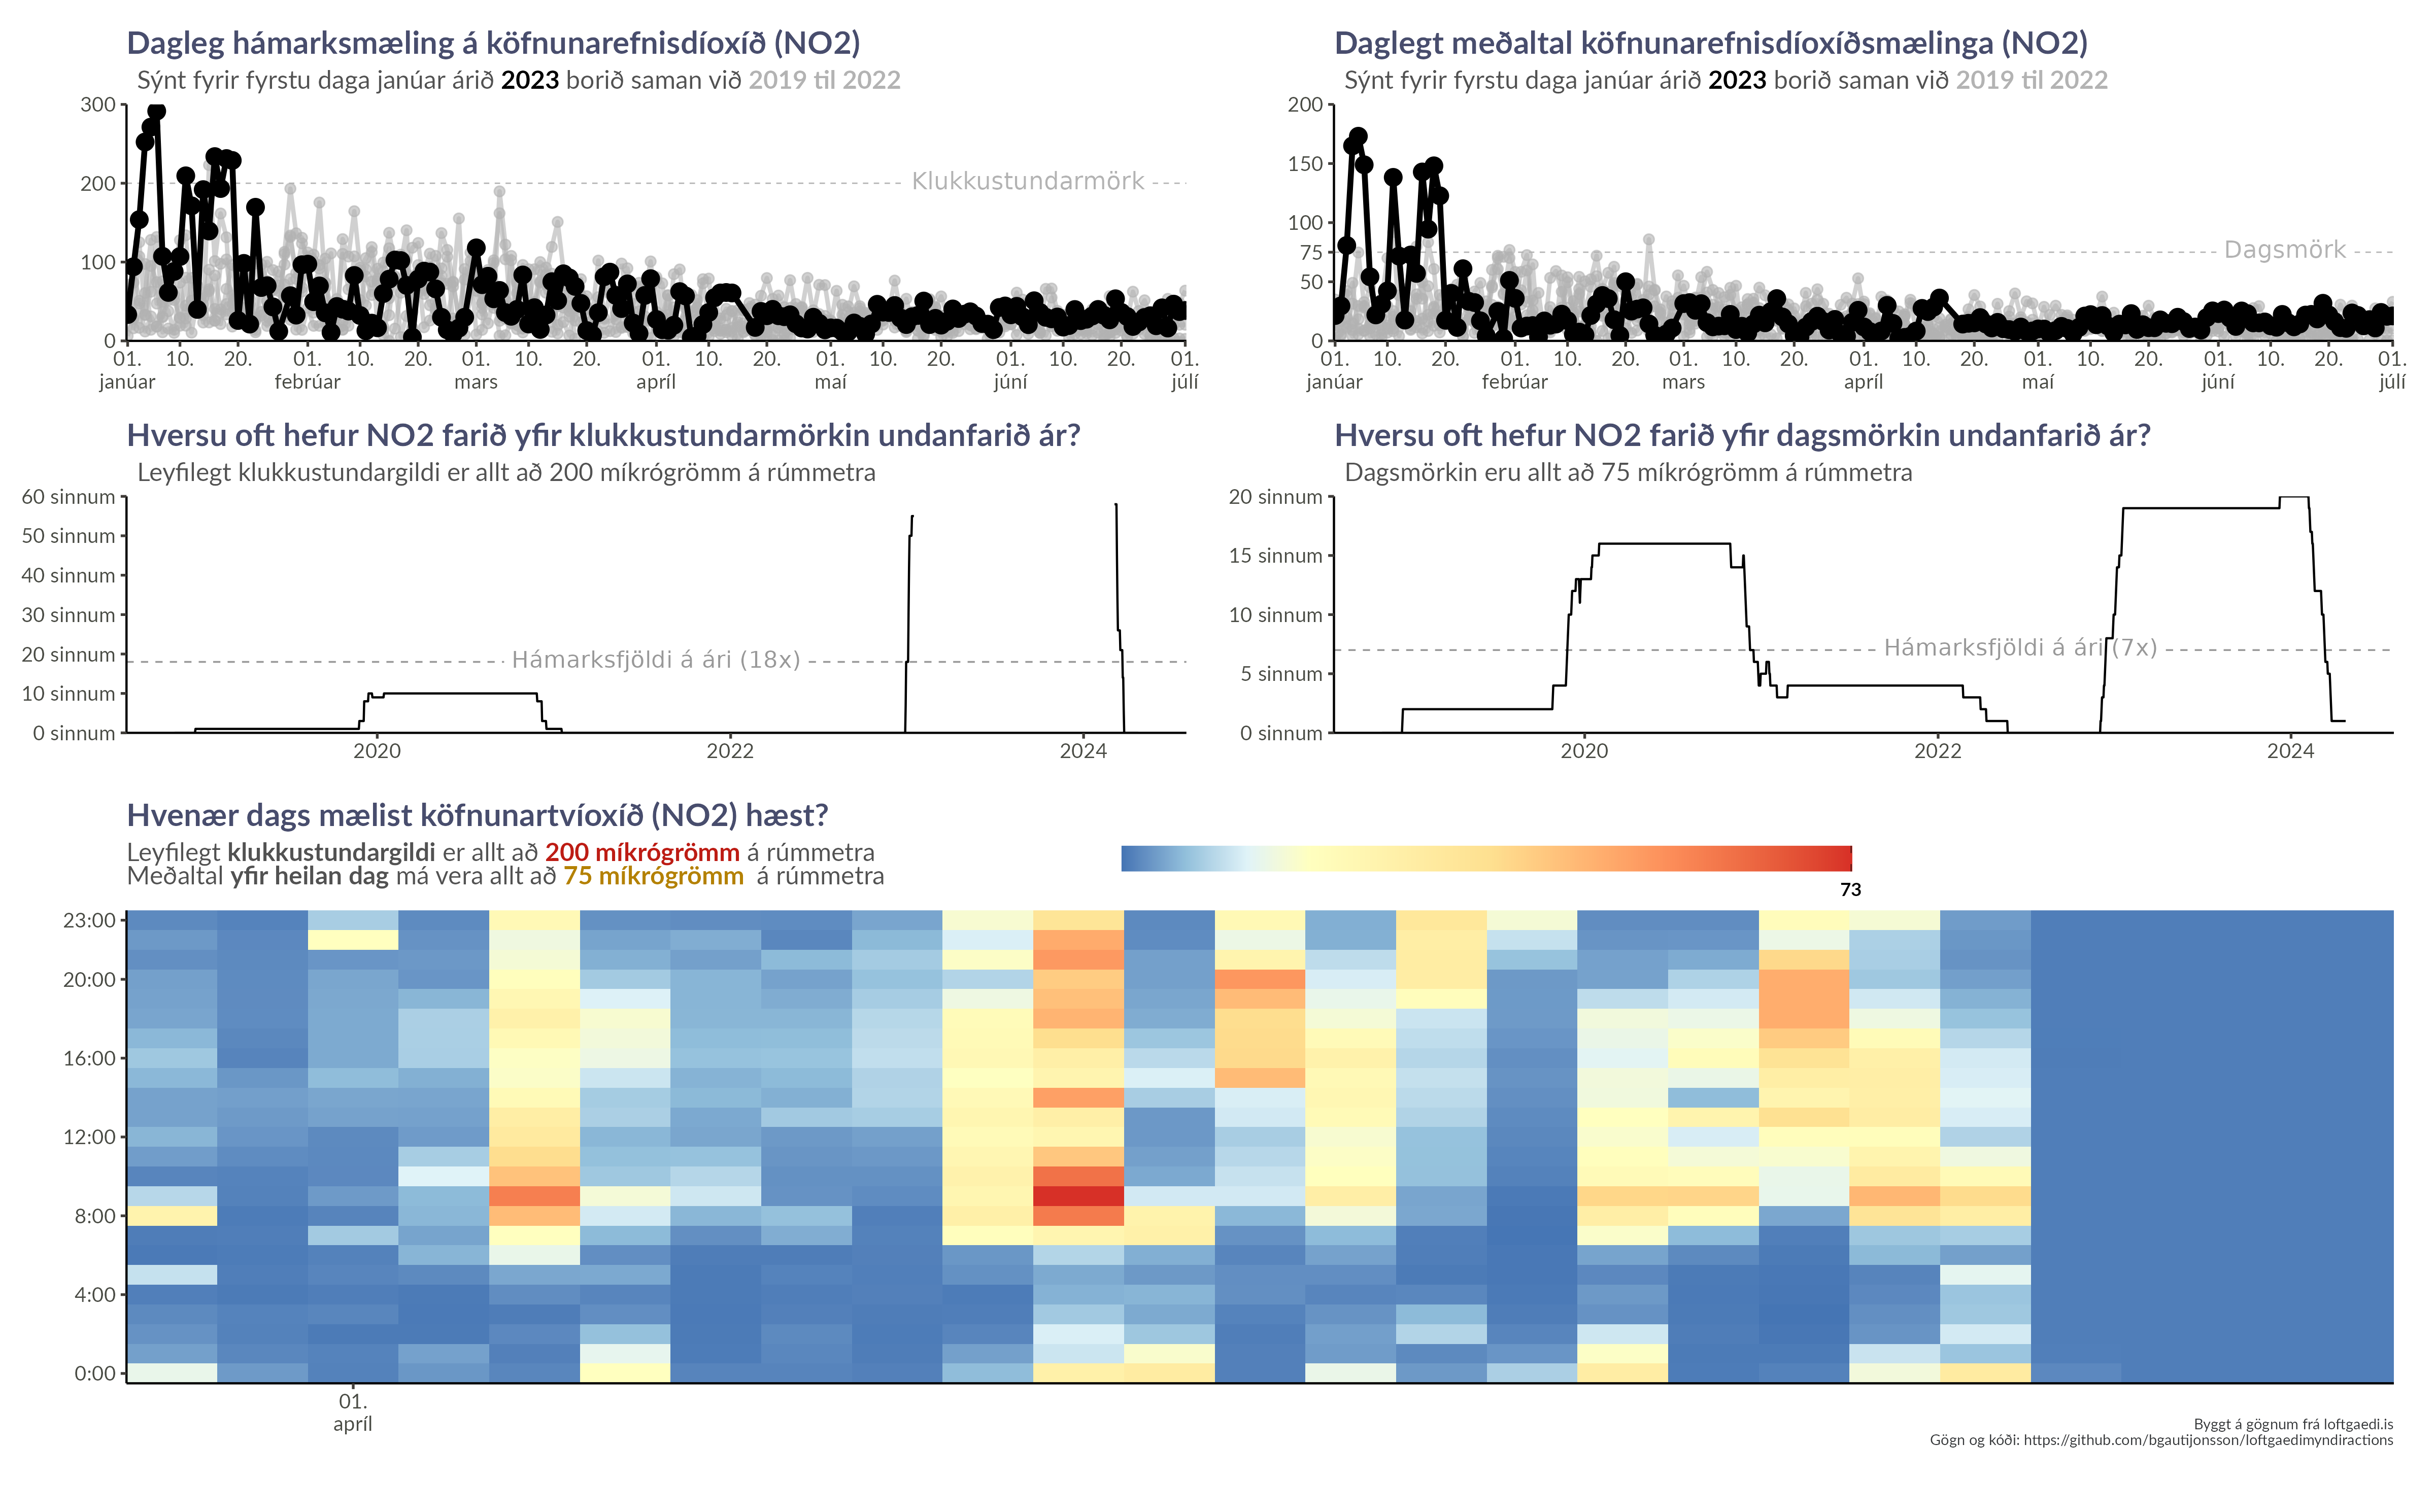 Dagleg hámarksmæling á köfnunarefnisdíoxíð (NO2)
Sýnt fyrir fyrstu daga janúar árið 2023 borið saman við 2019 til 2022
300
200
100
0
Klukkustundarmörk
01. 10. 20. 01. 10. 20. 01. 10. 20. 01. 10. 20. 01. 10. 20. 01. 10. 20. 01.
janúar febrúar mars apríl maí júní júlí
Daglegt meðaltal köfnunarefnisdíoxíðsmælinga (NO2)
Sýnt fyrir fyrstu daga janúar árið 2023 borið saman við 2019 til 2022
200
150
100
75
50
0
Dagsmörk
01. 10. 20. 01. 10. 20. 01. 10. 20. 01. 10. 20. 01. 10. 20. 01. 10. 20. 01.
janúar febrúar mars apríl maí júní júlí
Hversu oft hefur NO2 farið yfir klukkustundarmörkin undanfarið ár?
Leyfilegt klukkustundargildi er allt að 200 míkrógrömm á rúmmetra
60 sinnum
50 sinnum
40 sinnum
30 sinnum
20 sinnum
10 sinnum
0 sinnum
Hámarksfjöldi á ári (18x)
2020 2022 2024
Hversu oft hefur NO2 farið yfir dagsmörkin undanfarið ár?
Dagsmörkin eru allt að 75 míkrógrömm á rúmmetra
20 sinnum
15 sinnum
10 sinnum
5 sinnum
0 sinnum
Hámarksfjöldi á ári (7x)
2020 2022 2024
Hvenær dags mælist köfnunartvíoxíð (NO2) hæst?
Leyfilegt klukkustundargildi er allt að 200 míkrógrömm á rúmmetra
Meðaltal yfir heilan dag má vera allt að 75 míkrógrömm á rúmmetra
73
23:00
20:00
16:00
12:00
8:00
4:00
0:00
01.
apríl
Byggt á gögnum frá loftgaedi.is
Gögn og kóði: https://github.com/bgautijonsson/loftgaedimyndiractions